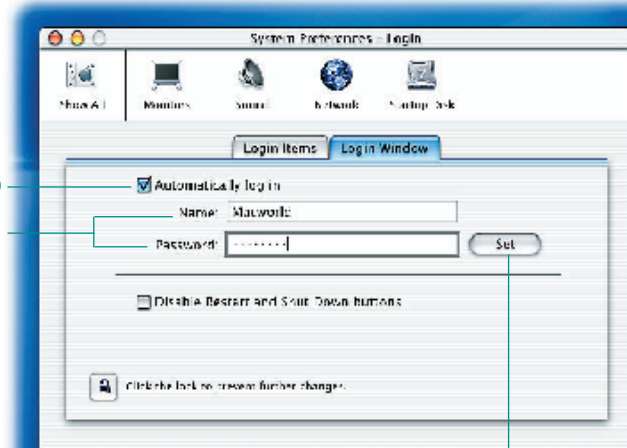 System Preferences – Login
Show All
Monitors
Sound
Network
Startup Disk
Login Items
Login Window
Automatically log in
Name: Macworld
Password: ········
Set
Disable Restart and Shut Down buttons
Click the lock to prevent further changes.